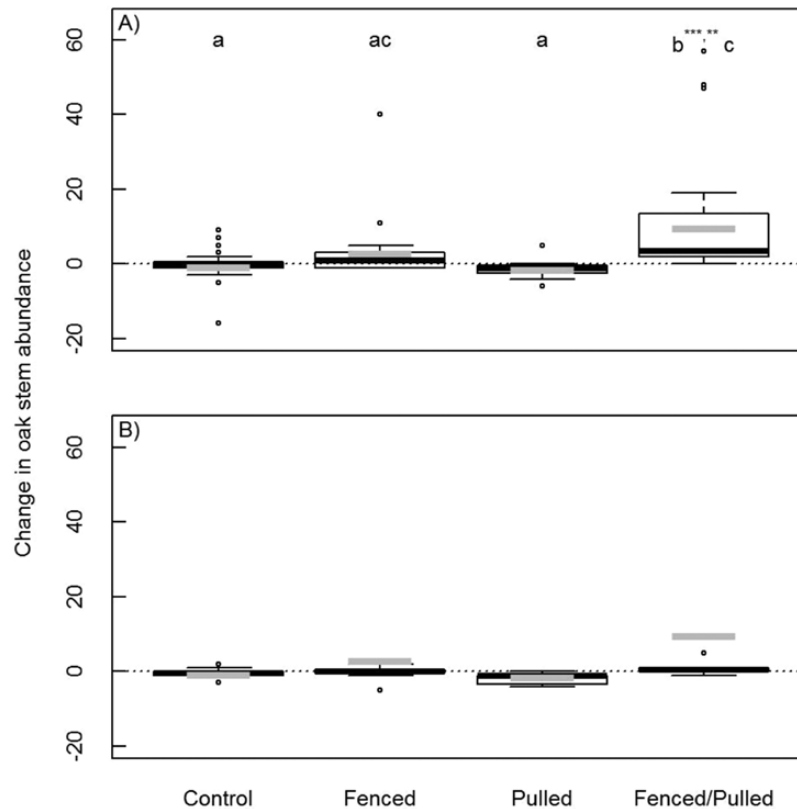 A)
a ac a b ***,** c
60
40
20
0
-20
Change in oak stem abundance
B)
60
40
20
0
-20
Control Fenced Pulled Fenced/Pulled